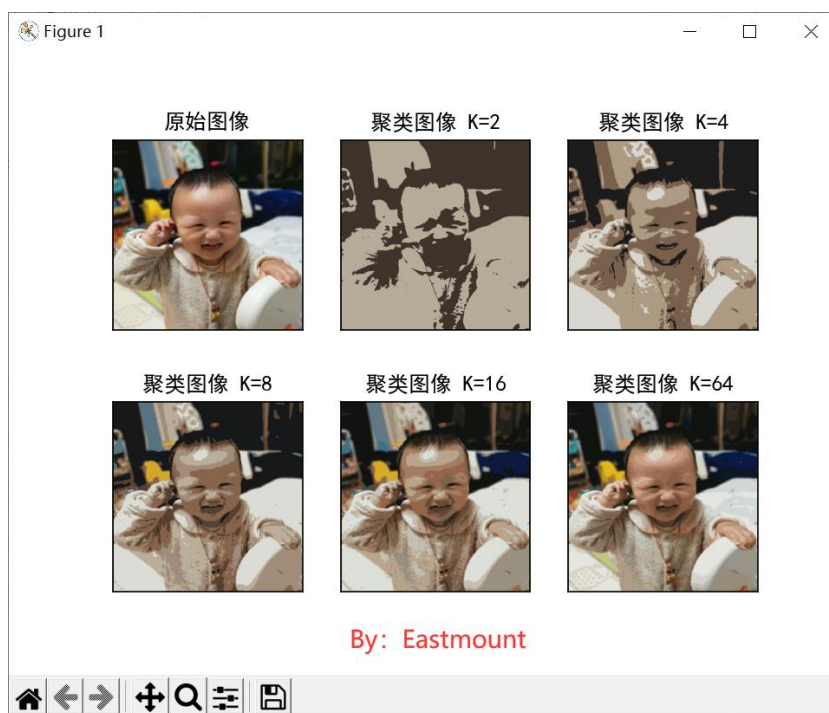 Figure 1
原始图像
聚类图像 K=2
聚类图像 K=4
聚类图像 K=8
聚类图像 K=16
聚类图像 K=64
By：Eastmount